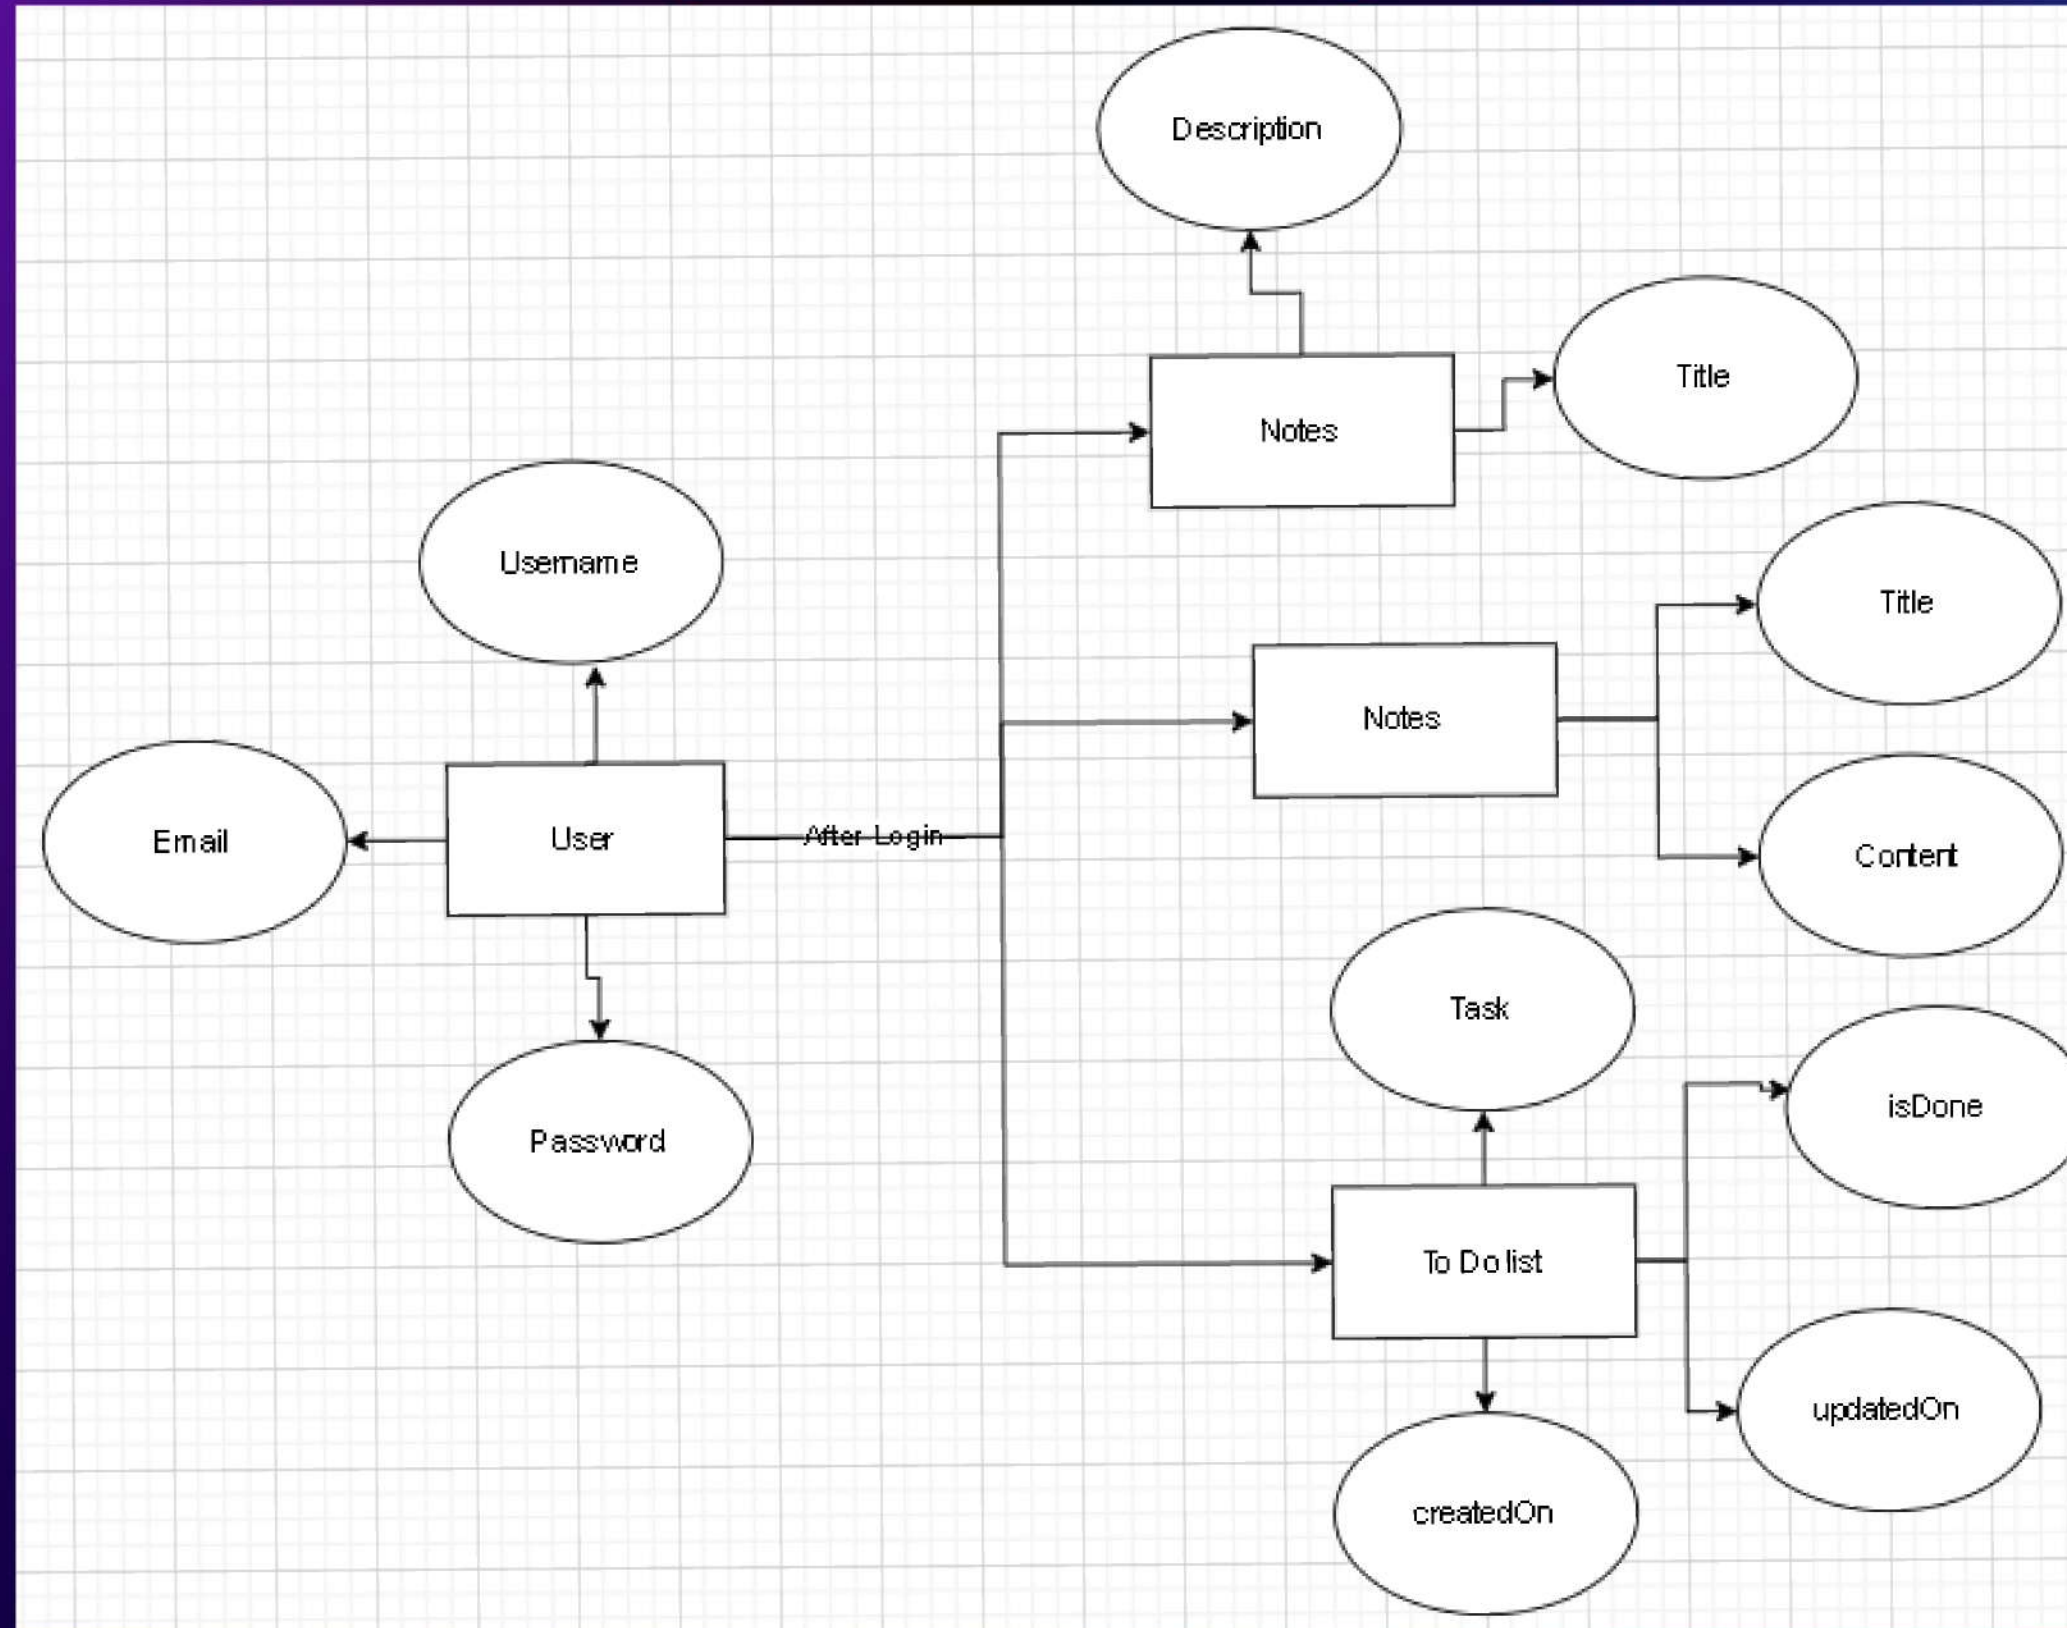 Description
Title
Notes
Username
Title
Notes
Email
User
After Login
Content
Task
isDone
Password
To Do list
updatedOn
createdOn